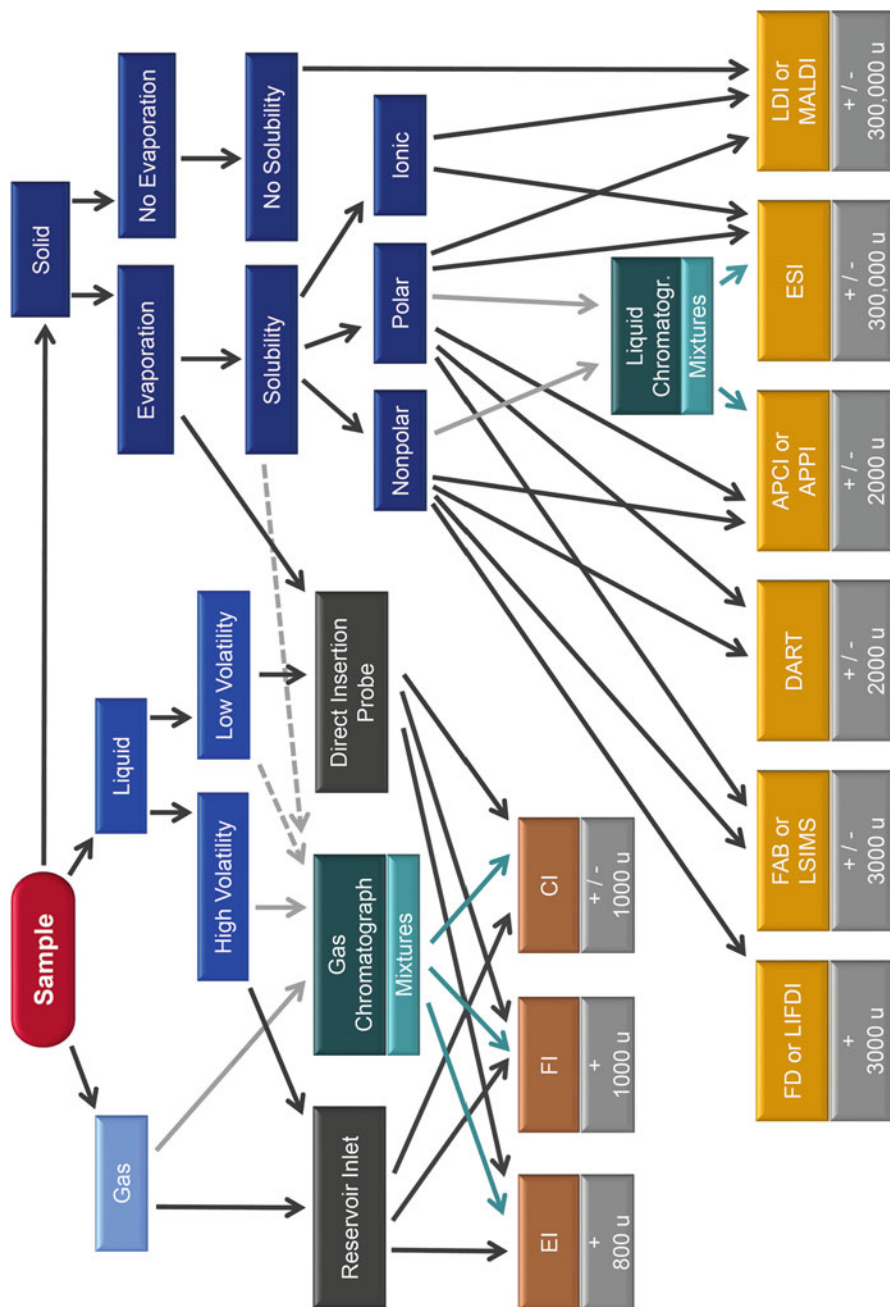 Sample
Gas
Liquid
Solid
High Volatility
Low Volatility
Evaporation
No Evaporation
Solubility
No Solubility
Reservoir Inlet
Gas
Chromatograph
Mixtures
Direct Insertion
Probe
Nonpolar
Polar
Ionic
EI
+
800 u
FI
+
1000 u
CI
+ / -
1000 u
Liquid
Chromatogr.
Mixtures
FD or LIFDI
+
3000 u
FAB or
LSIMS
+ / -
3000 u
DART
+ / -
2000 u
APCI or
APPI
+ / -
2000 u
ESI
+ / -
300,000 u
LDI or
MALDI
+ / -
300,000 u